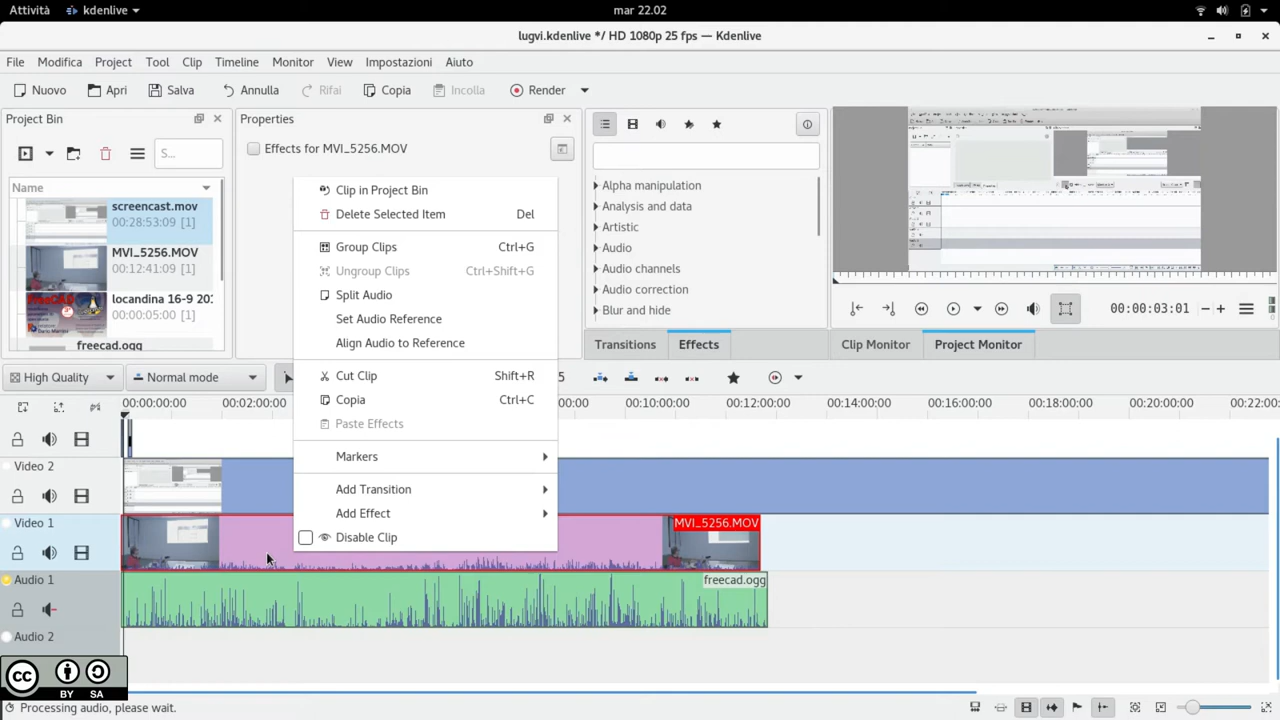 Attività
kdenlive
mar 22.02
lugvi.kdenlive */ HD 1080p 25 fps — Kdenlive
File Modifica Project Tool Clip Timeline Monitor View Impostazioni Aiuto
Nuovo Apri Salva Annulla Rifai Copia Incolla Render
Project Bin
Properties
Effects for MVI_5256.MOV
S...
Name
screencast.mov
00:28:53:09 [1]
MVI_5256.MOV
00:12:41:09 [1]
locandina 16-9 201
00:00:05:00 [1]
freecad.ogg
FreeCAD
Clip in Project Bin
Delete Selected Item Del
Group Clips Ctrl+G
Ungroup Clips Ctrl+Shift+G
Split Audio
Set Audio Reference
Align Audio to Reference
Cut Clip Shift+R
Copia Ctrl+C
Paste Effects
Markers
Add Transition
Add Effect
Disable Clip
Alpha manipulation
Analysis and data
Artistic
Audio
Audio channels
Audio correction
Blur and hide
Transitions Effects
00:00:03:01
Clip Monitor Project Monitor
High Quality Normal mode 5
00:00:00:00 00:02:00:00 00:00 00:10:00:00 00:12:00:00 00:14:00:00 00:16:00:00 00:18:00:00 00:20:00:00 00:22:00:
Video 2
Video 1
MVI_5256.MOV
Audio 1
freecad.ogg
Audio 2
cc
BY SA
Processing audio, please wait.